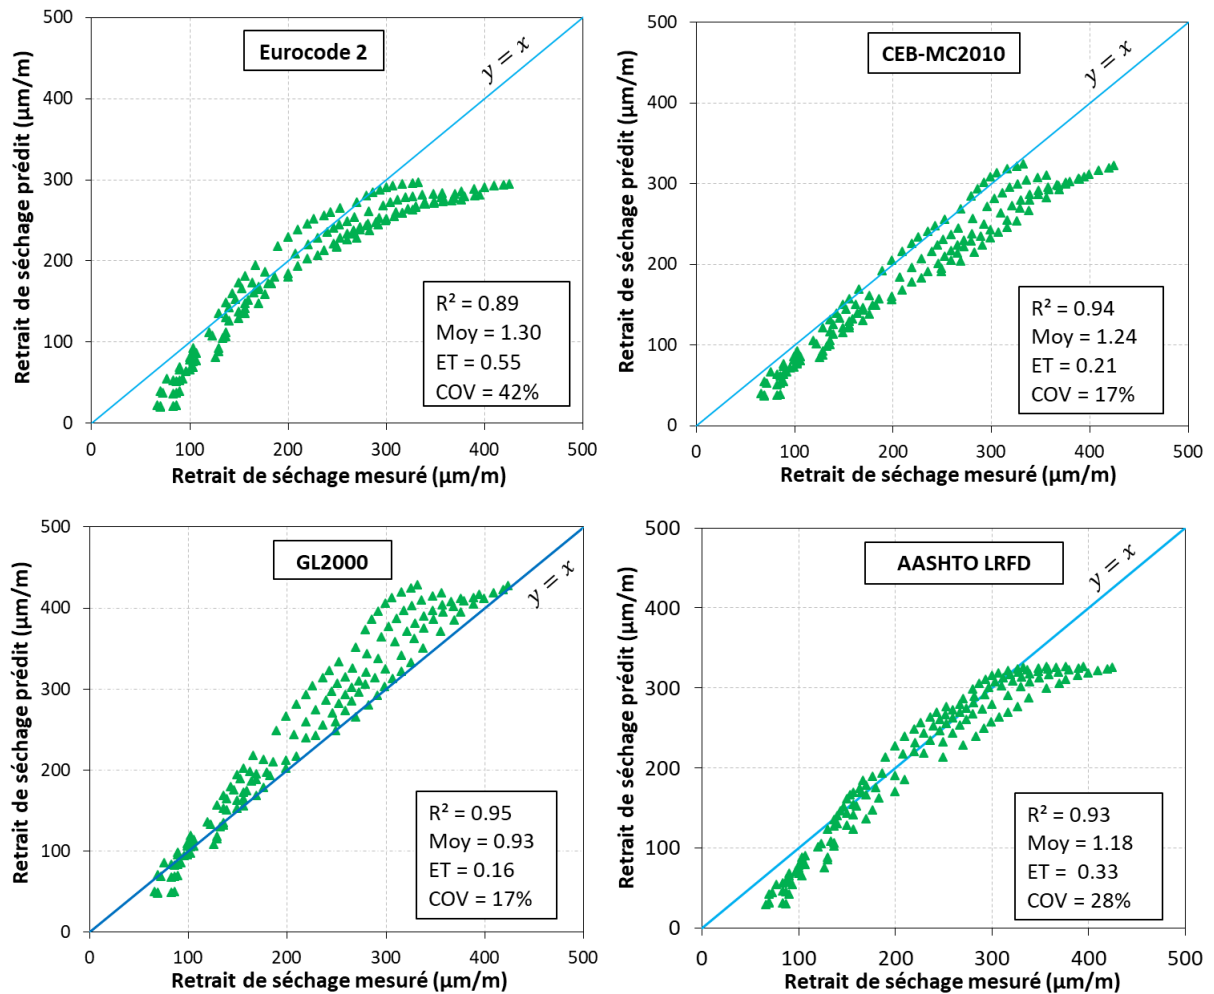 Eurocode 2
y = x
R² = 0.89
Moy = 1.30
ET = 0.55
COV = 42%
500
400
300
200
100
0
0 100 200 300 400 500
Retrait de séchage prédit (µm/m)
Retrait de séchage mesuré (µm/m)
CEB-MC2010
y = x
R² = 0.94
Moy = 1.24
ET = 0.21
COV = 17%
500
400
300
200
100
0
0 100 200 300 400 500
Retrait de séchage prédit (µm/m)
Retrait de séchage mesuré (µm/m)
GL2000
y = x
R² = 0.95
Moy = 0.93
ET = 0.16
COV = 17%
500
400
300
200
100
0
0 100 200 300 400 500
Retrait de séchage prédit (µm/m)
Retrait de séchage mesuré (µm/m)
AASHTO LRFD
y = x
R² = 0.93
Moy = 1.18
ET = 0.33
COV = 28%
500
400
300
200
100
0
0 100 200 300 400 500
Retrait de séchage prédit (µm/m)
Retrait de séchage mesuré (µm/m)